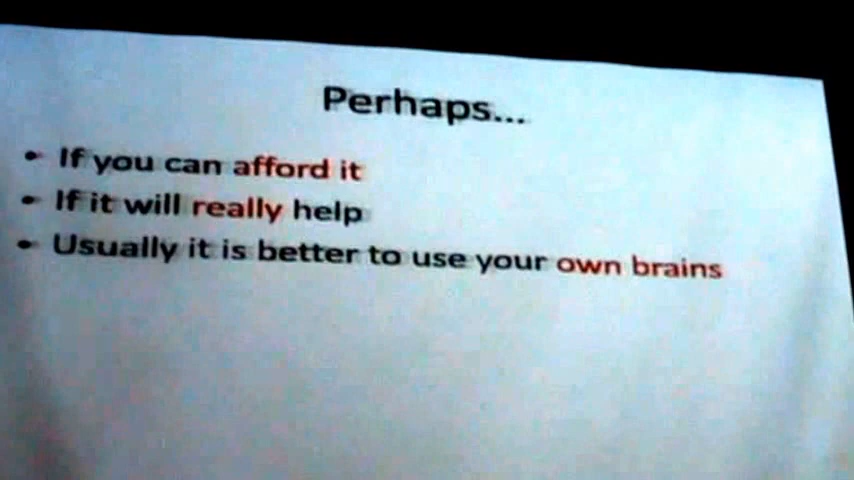 Perhaps...
• If you can afford it
• If it will really help
• Usually it is better to use your own brains